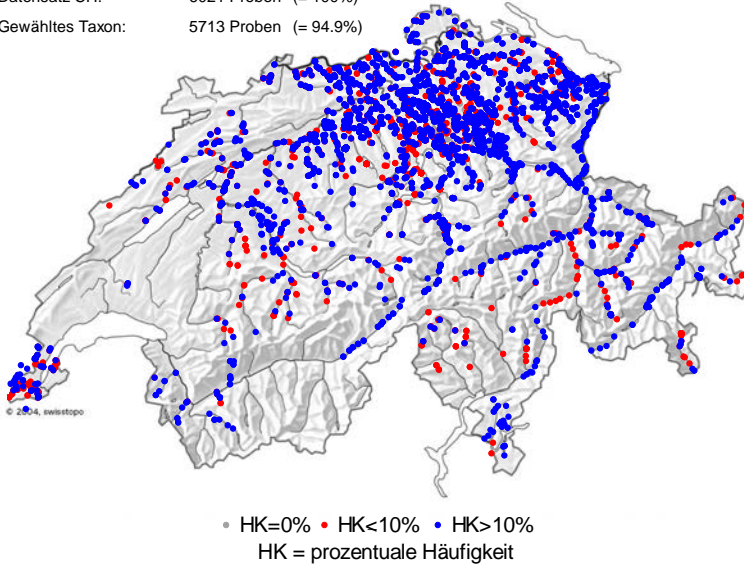 Datensatz CH: 6021 Proben (= 100%)
Gewähltes Taxon: 5713 Proben (= 94.9%)
© 2004, swisstopo
HK=0% HK<10% HK>10%
HK = prozentuale Häufigkeit